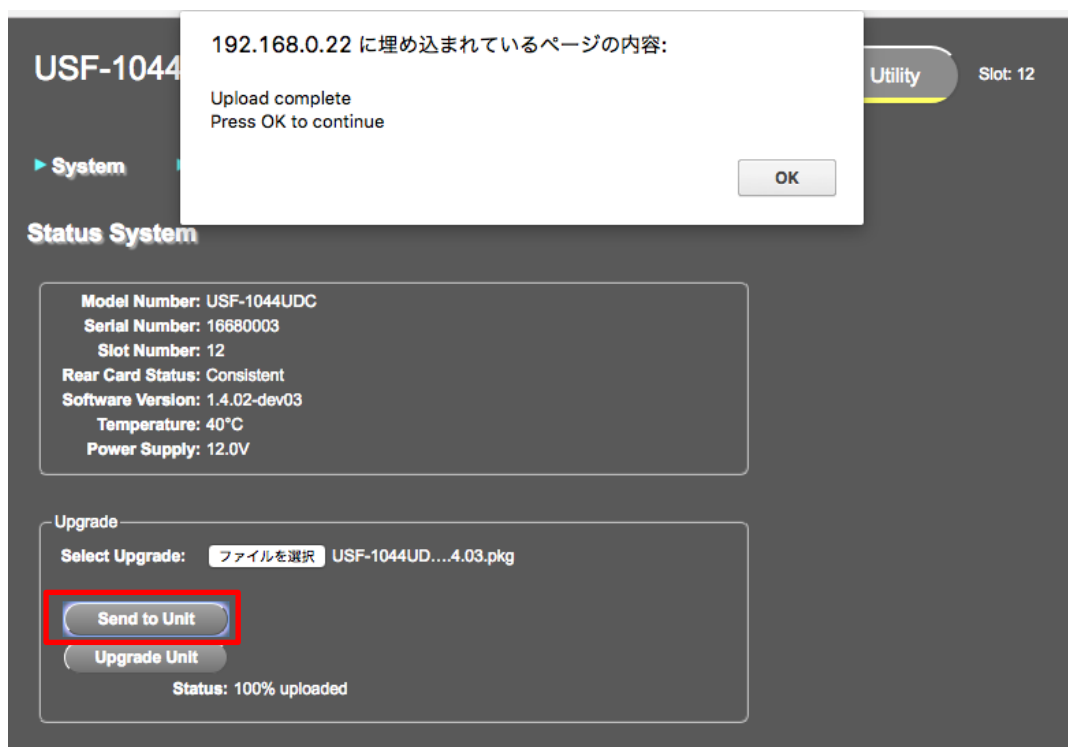 192.168.0.22 に埋め込まれているページの内容:
Upload complete
Press OK to continue
OK
USF-1044
Utility
Slot: 12
System
Status System
Model Number: USF-1044UDC
Serial Number: 16680003
Slot Number: 12
Rear Card Status: Consistent
Software Version: 1.4.02-dev03
Temperature: 40°C
Power Supply: 12.0V
Upgrade
Select Upgrade: ファイルを選択 USF-1044UD....4.03.pkg
Send to Unit
Upgrade Unit
Status: 100% uploaded